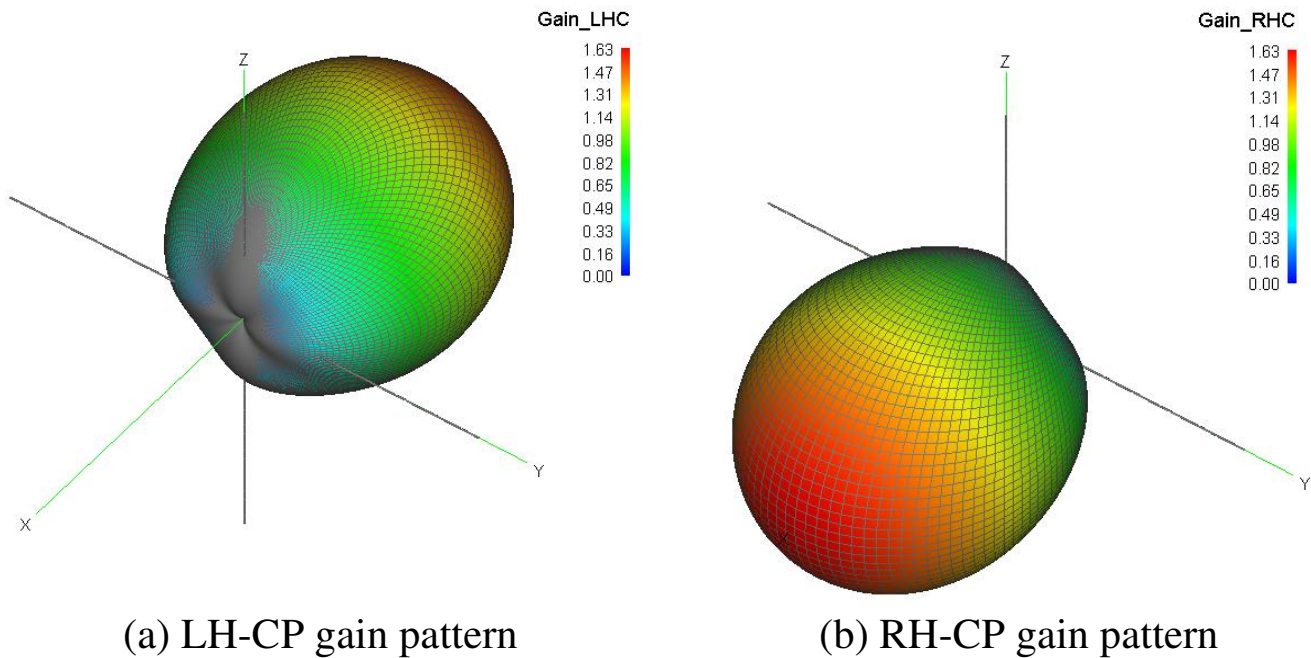 Gain_LHC
1.63
1.47
1.31
1.14
0.98
0.82
0.65
0.49
0.33
0.16
0.00
Z
Y
X
(a) LH-CP gain pattern
Gain_RHC
1.63
1.47
1.31
1.14
0.98
0.82
0.65
0.49
0.33
0.16
0.00
Z
Y
X
(b) RH-CP gain pattern